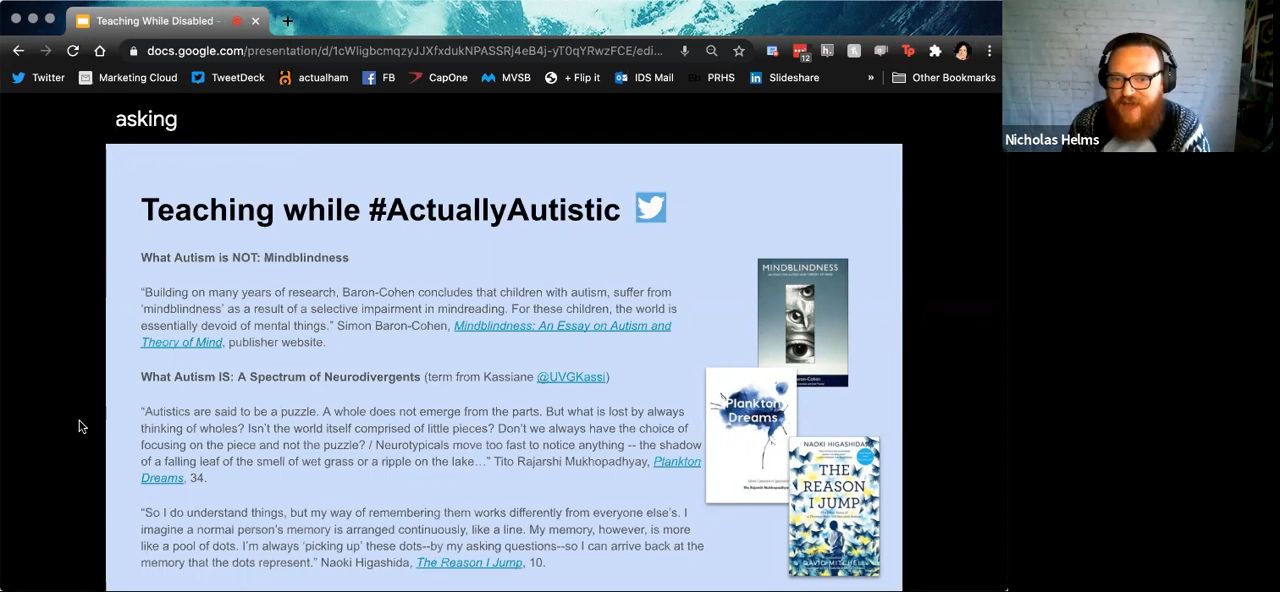 Teaching While Disabled -
docs.google.com/presentation/d/1cWIigbcmqzyJJXfxdukNPASSRj4eB4j-yT0qYRwzFCE/edi...
12
Twitter
Marketing Cloud
TweetDeck
actualham
FB
CapOne
MVSB
+ Flip it
IDS Mail
Bb PRHS
Slideshare
»
Other Bookmarks
Nicholas Helms
asking
Teaching while #ActuallyAutistic
What Autism is NOT: Mindblindness
“Building on many years of research, Baron-Cohen concludes that children with autism, suffer from
‘mindblindness’ as a result of a selective impairment in mindreading. For these children, the world is
essentially devoid of mental things.” Simon Baron-Cohen, Mindblindness: An Essay on Autism and
Theory of Mind, publisher website.
What Autism IS: A Spectrum of Neurodivergents (term from Kassiane @UVGKassi)
“Autistics are said to be a puzzle. A whole does not emerge from the parts. But what is lost by always
thinking of wholes? Isn’t the world itself comprised of little pieces? Don’t we always have the choice of
focusing on the piece and not the puzzle? / Neurotypicals move too fast to notice anything -- the shadow
of a falling leaf of the smell of wet grass or a ripple on the lake…” Tito Rajarshi Mukhopadhyay, Plankton
Dreams, 34.
“So I do understand things, but my way of remembering them works differently from everyone else’s. I
imagine a normal person’s memory is arranged continuously, like a line. My memory, however, is more
like a pool of dots. I’m always ‘picking up’ these dots--by my asking questions--so I can arrive back at the
memory that the dots represent.” Naoki Higashida, The Reason I Jump, 10.
MINDBLINDNESS
Plankton
Dreams
NAOKI HIGASHIDA
THE
REASON
I JUMP
DAVID MITCHELL